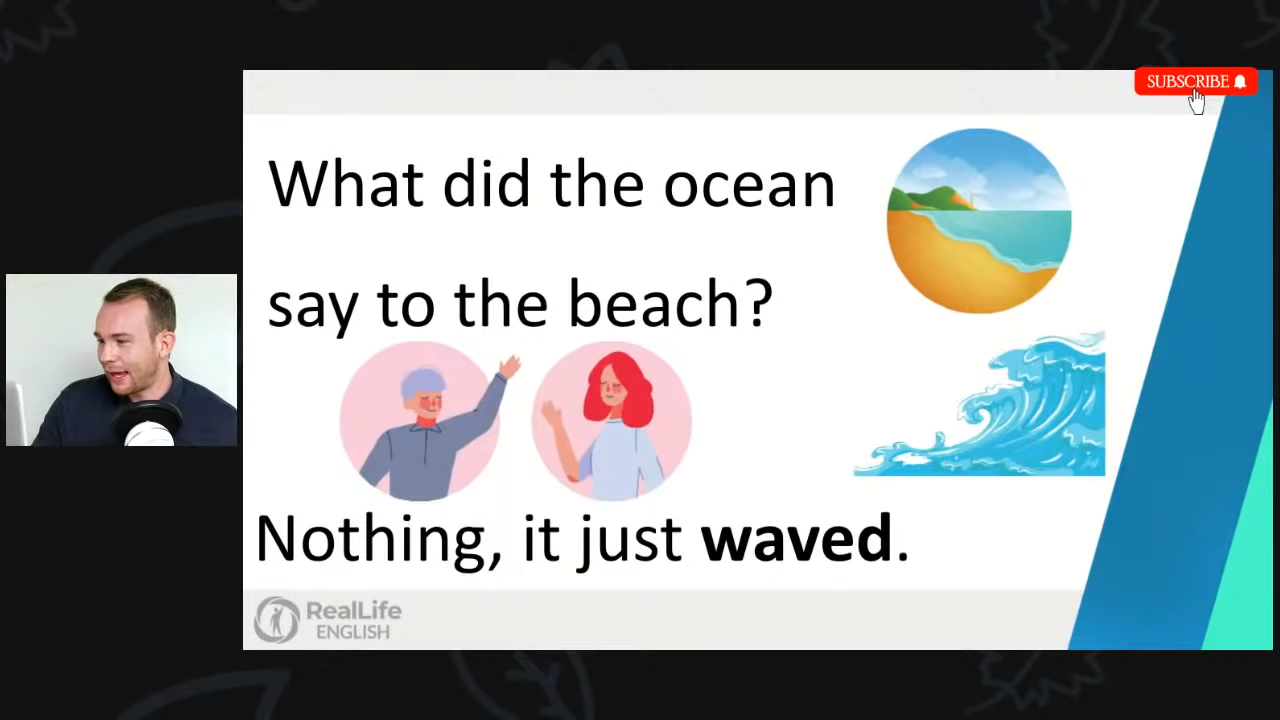 SUBSCRIBE
What did the ocean
say to the beach?
Nothing, it just waved.
RealLife
ENGLISH